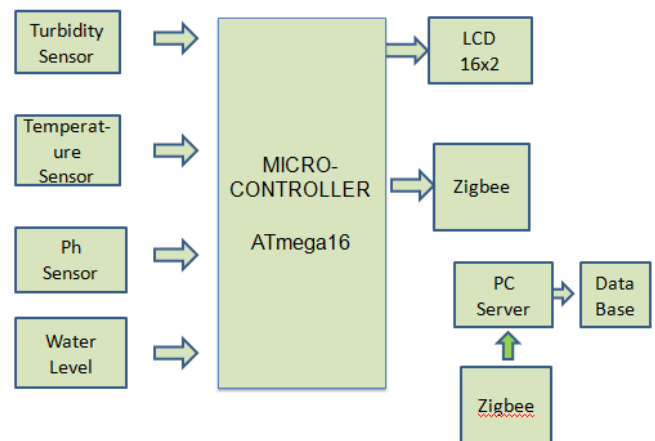 Turbidity
Sensor
Temperat-
ure
Sensor
Ph
Sensor
Water
Level
MICRO-
CONTROLLER
ATmega16
LCD
16x2
Zigbee
PC
Server
Data
Base
Zigbee